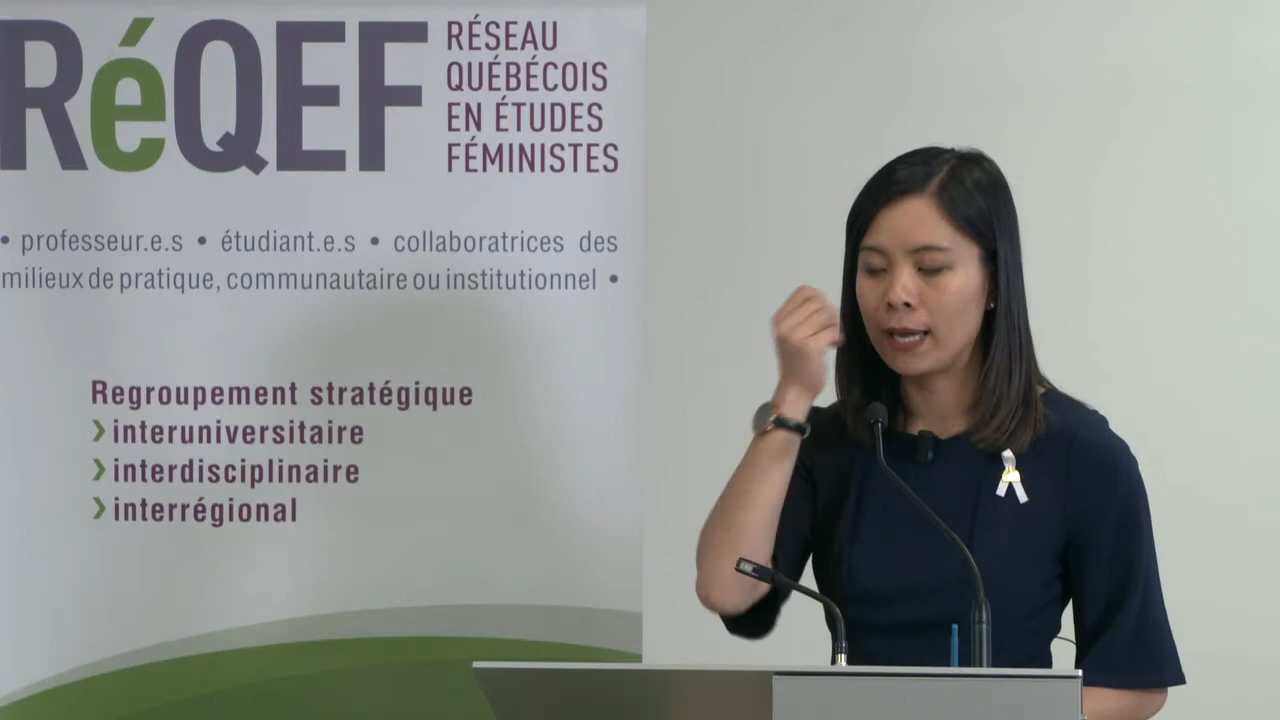 RéQEF
RÉSEAU
QUÉBÉCOIS
EN ÉTUDES
FÉMINISTES
• professeur.e.s • étudiant.e.s • collaboratrices des
milieux de pratique, communautaire ou institutionnel •
Regroupement stratégique
❯ interuniversitaire
❯ interdisciplinaire
❯ interrégional